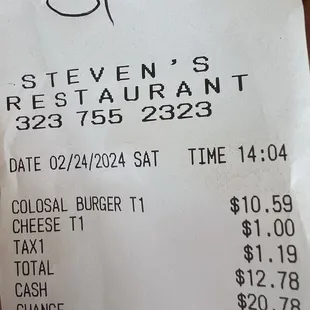 STEVEN'S
RESTAURANT
323 755 2323
DATE 02/24/2024 SAT TIME 14:04
COLOSAL BURGER T1 $10.59
CHEESE T1 $1.00
TAX1 $1.19
TOTAL $12.78
CASH $20.78
CHANGE